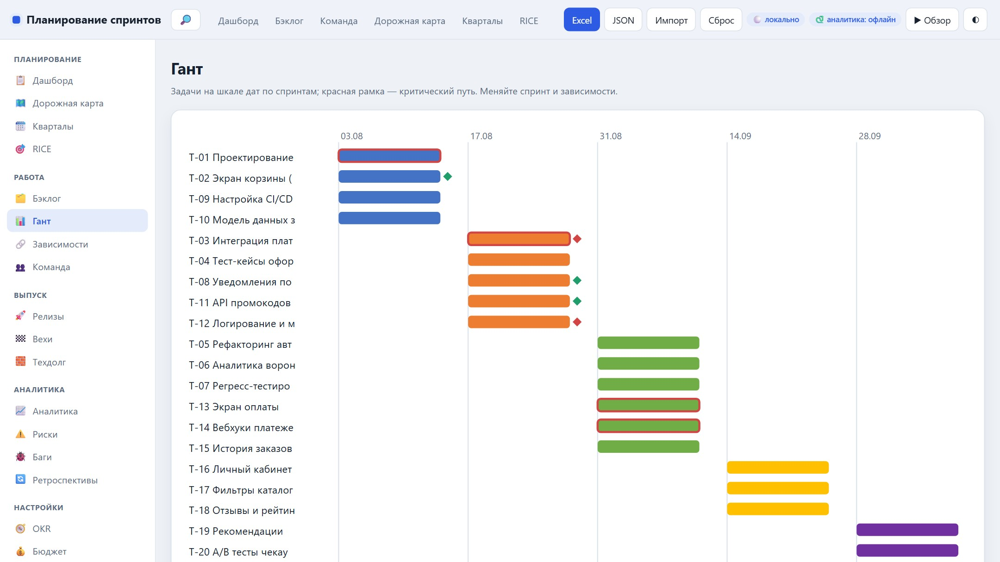 Планирование спринтов
Дашборд
Бэклог
Команда
Дорожная карта
Кварталы
RICE
Excel
JSON
Импорт
Сброс
локально
аналитика: офлайн
▶ Обзор
ПЛАНИРОВАНИЕ
Дашборд
Дорожная карта
Кварталы
RICE
РАБОТА
Бэклог
Гант
Зависимости
Команда
ВЫПУСК
Релизы
Вехи
Техдолг
АНАЛИТИКА
Аналитика
Риски
Баги
Ретроспективы
НАСТРОЙКИ
OKR
Бюджет
Гант
Задачи на шкале дат по спринтам; красная рамка — критический путь. Меняйте спринт и зависимости.
03.08
17.08
31.08
14.09
28.09
T-01 Проектирование
T-02 Экран корзины (
T-09 Настройка CI/CD
T-10 Модель данных з
T-03 Интеграция плат
T-04 Тест-кейсы офор
T-08 Уведомления по
T-11 API промокодов
T-12 Логирование и м
T-05 Рефакторинг авт
T-06 Аналитика ворон
T-07 Регресс-тестиро
T-13 Экран оплаты
T-14 Вебхуки платеже
T-15 История заказов
T-16 Личный кабинет
T-17 Фильтры каталог
T-18 Отзывы и рейтин
T-19 Рекомендации
T-20 A/B тесты чекау